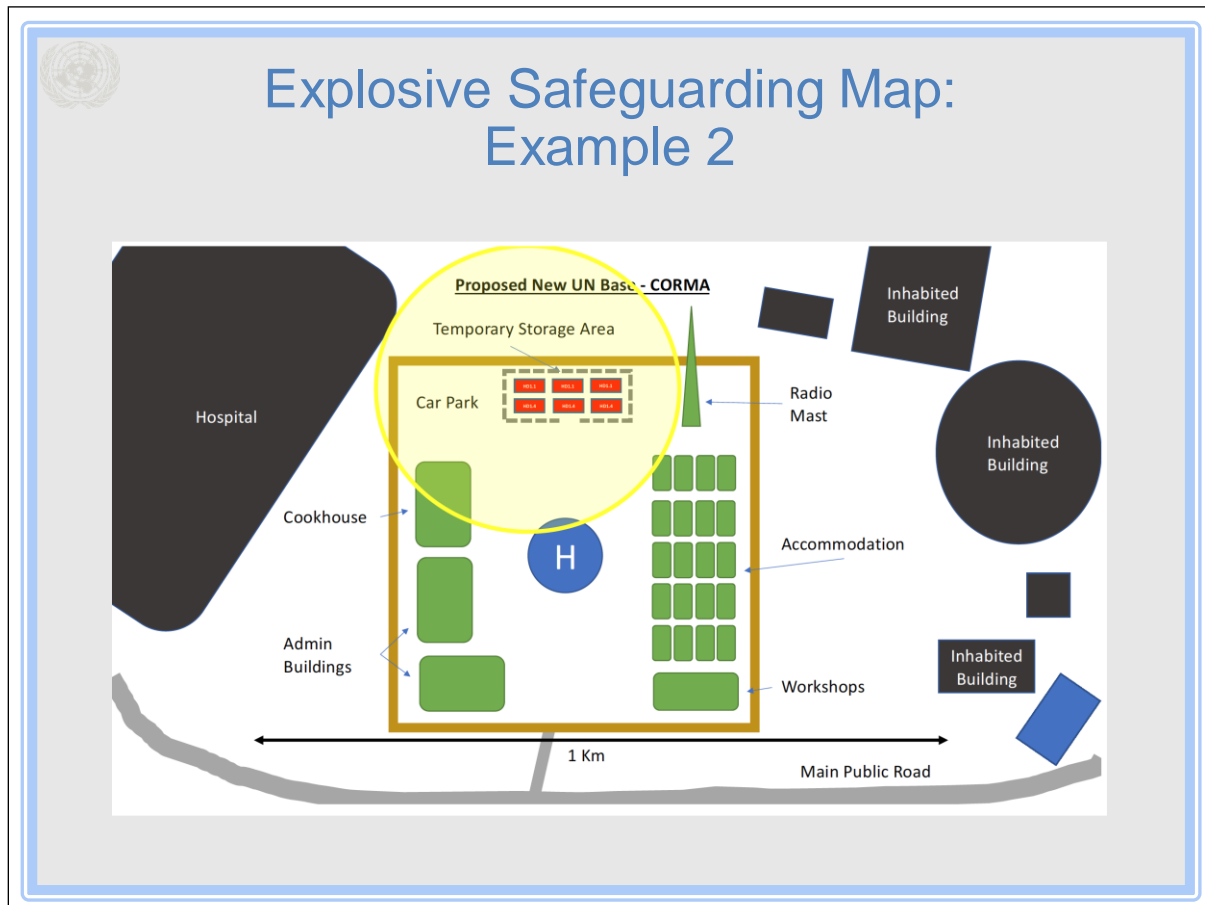 Explosive Safeguarding Map:
Example 2
Proposed New UN Base - CORMA
Temporary Storage Area
Inhabited
Building
Hospital
Car Park
Radio
Mast
Inhabited
Building
Cookhouse
H
Accommodation
Admin
Buildings
Inhabited
Building
Workshops
1 Km
Main Public Road